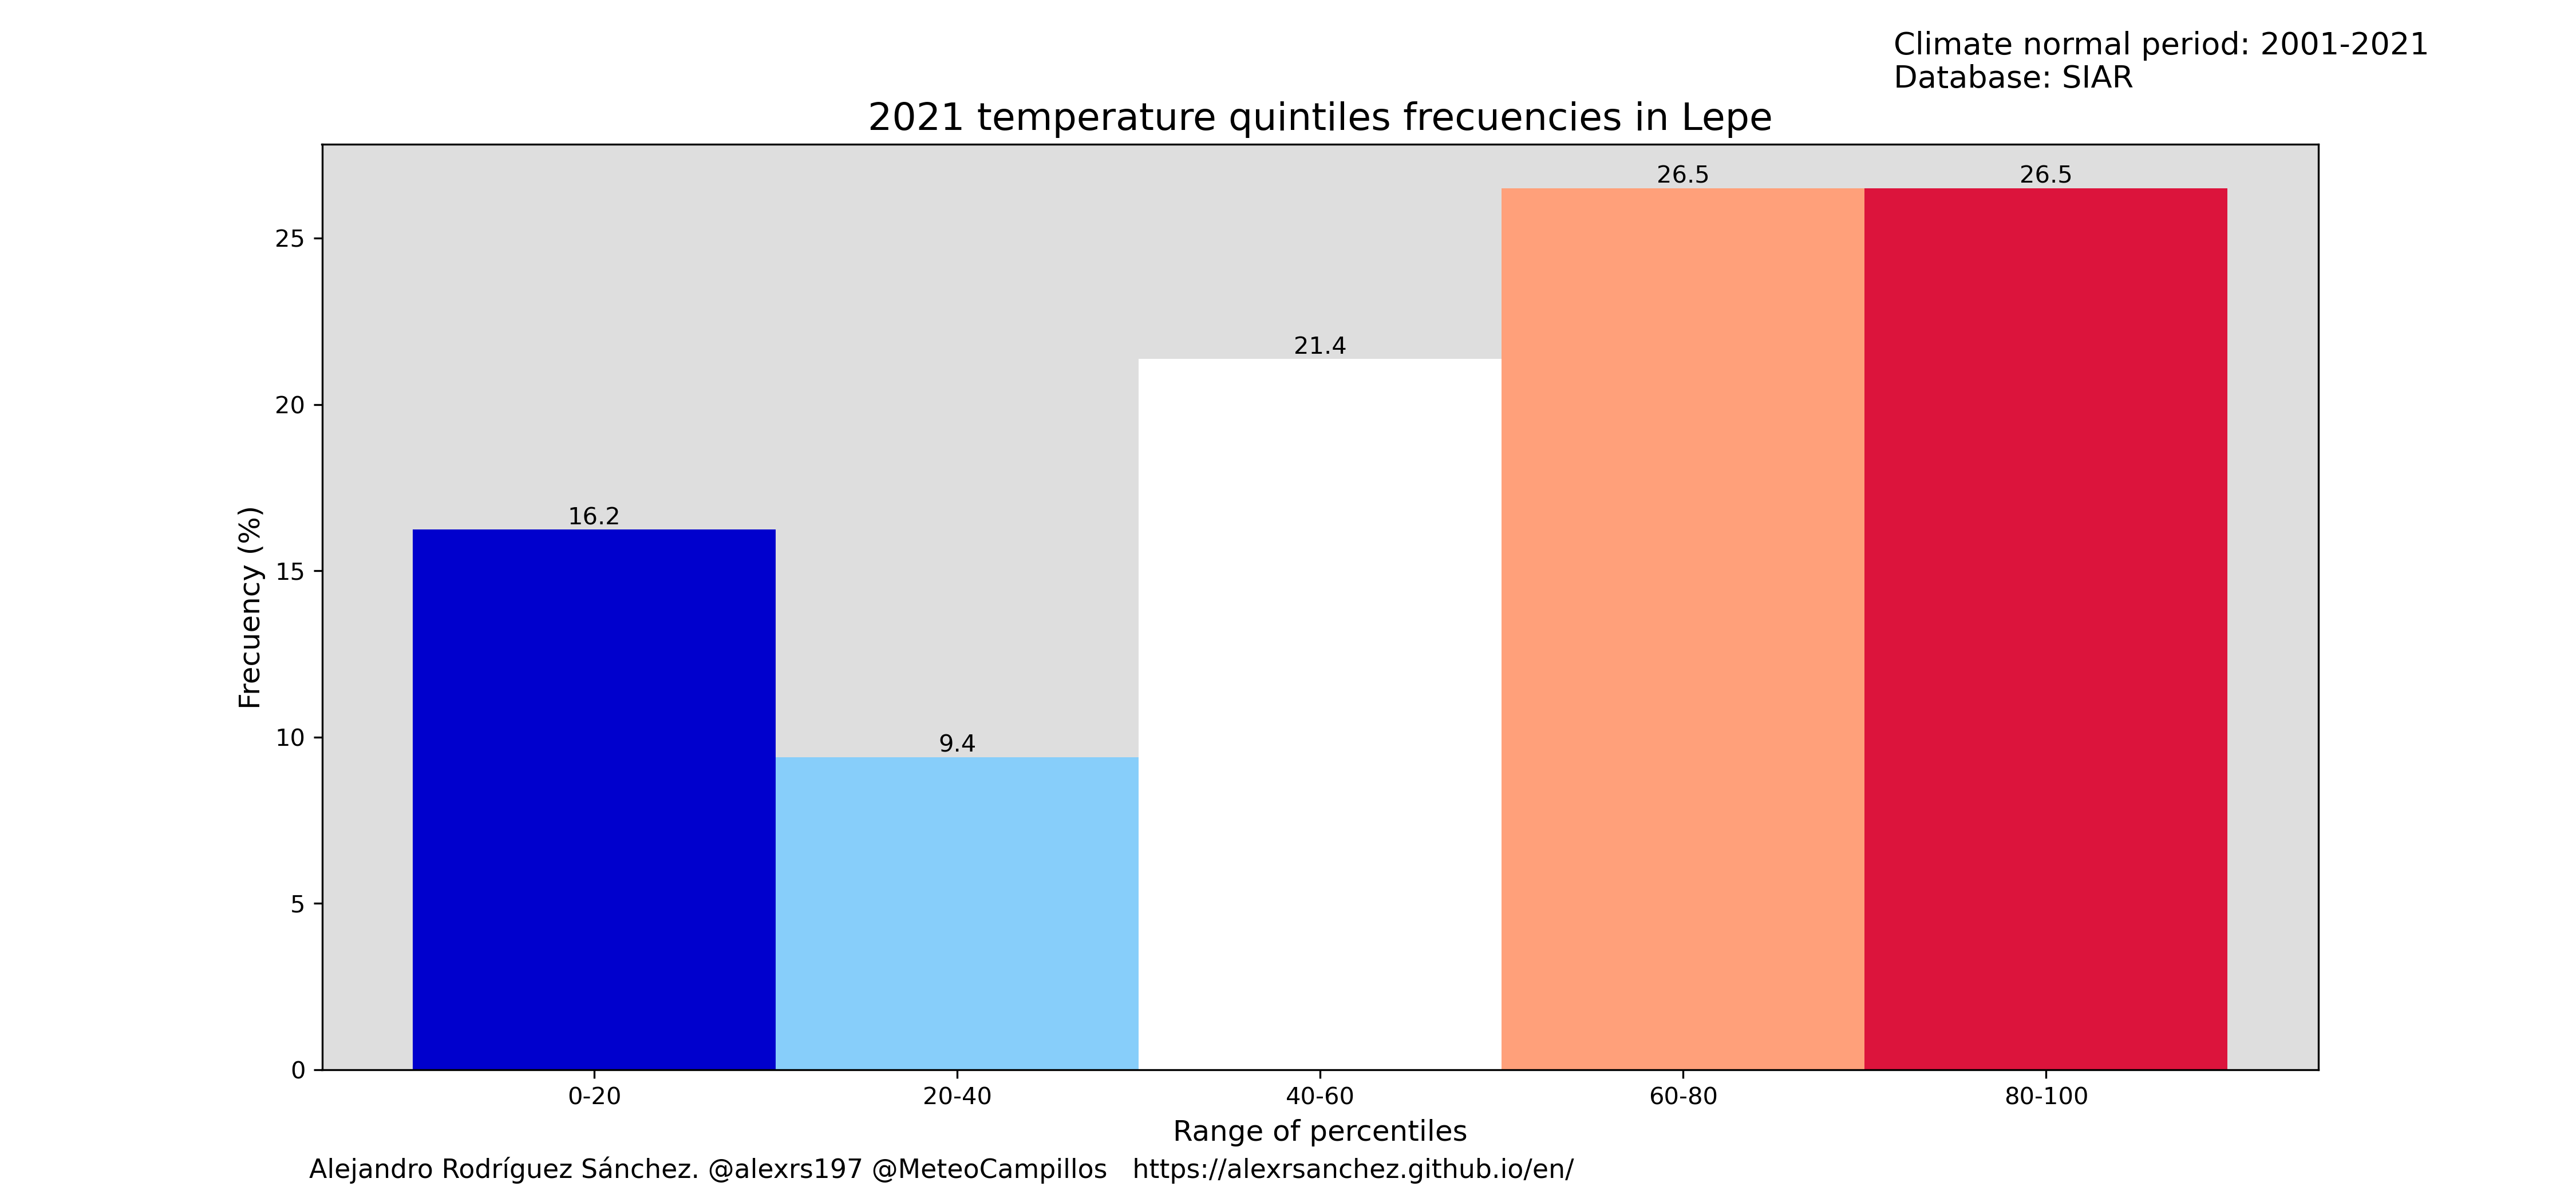 Climate normal period: 2001-2021
Database: SIAR
2021 temperature quintiles frecuencies in Lepe
26.5
26.5
25
21.4
20
16.2
Frecuency (%)
15
10
9.4
5
0
0-20
20-40
40-60
60-80
80-100
Range of percentiles
Alejandro Rodríguez Sánchez. @alexrs197 @MeteoCampillos https://alexrsanchez.github.io/en/